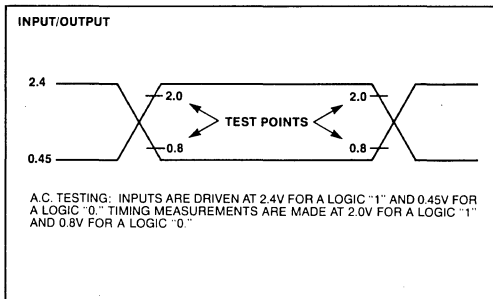 INPUT/OUTPUT
2.4
2.0
2.0
TEST POINTS
0.8
0.8
0.45
A.C. TESTING: INPUTS ARE DRIVEN AT 2.4V FOR A LOGIC "1" AND 0.45V FOR
A LOGIC "0." TIMING MEASUREMENTS ARE MADE AT 2.0V FOR A LOGIC "1"
AND 0.8V FOR A LOGIC "0."